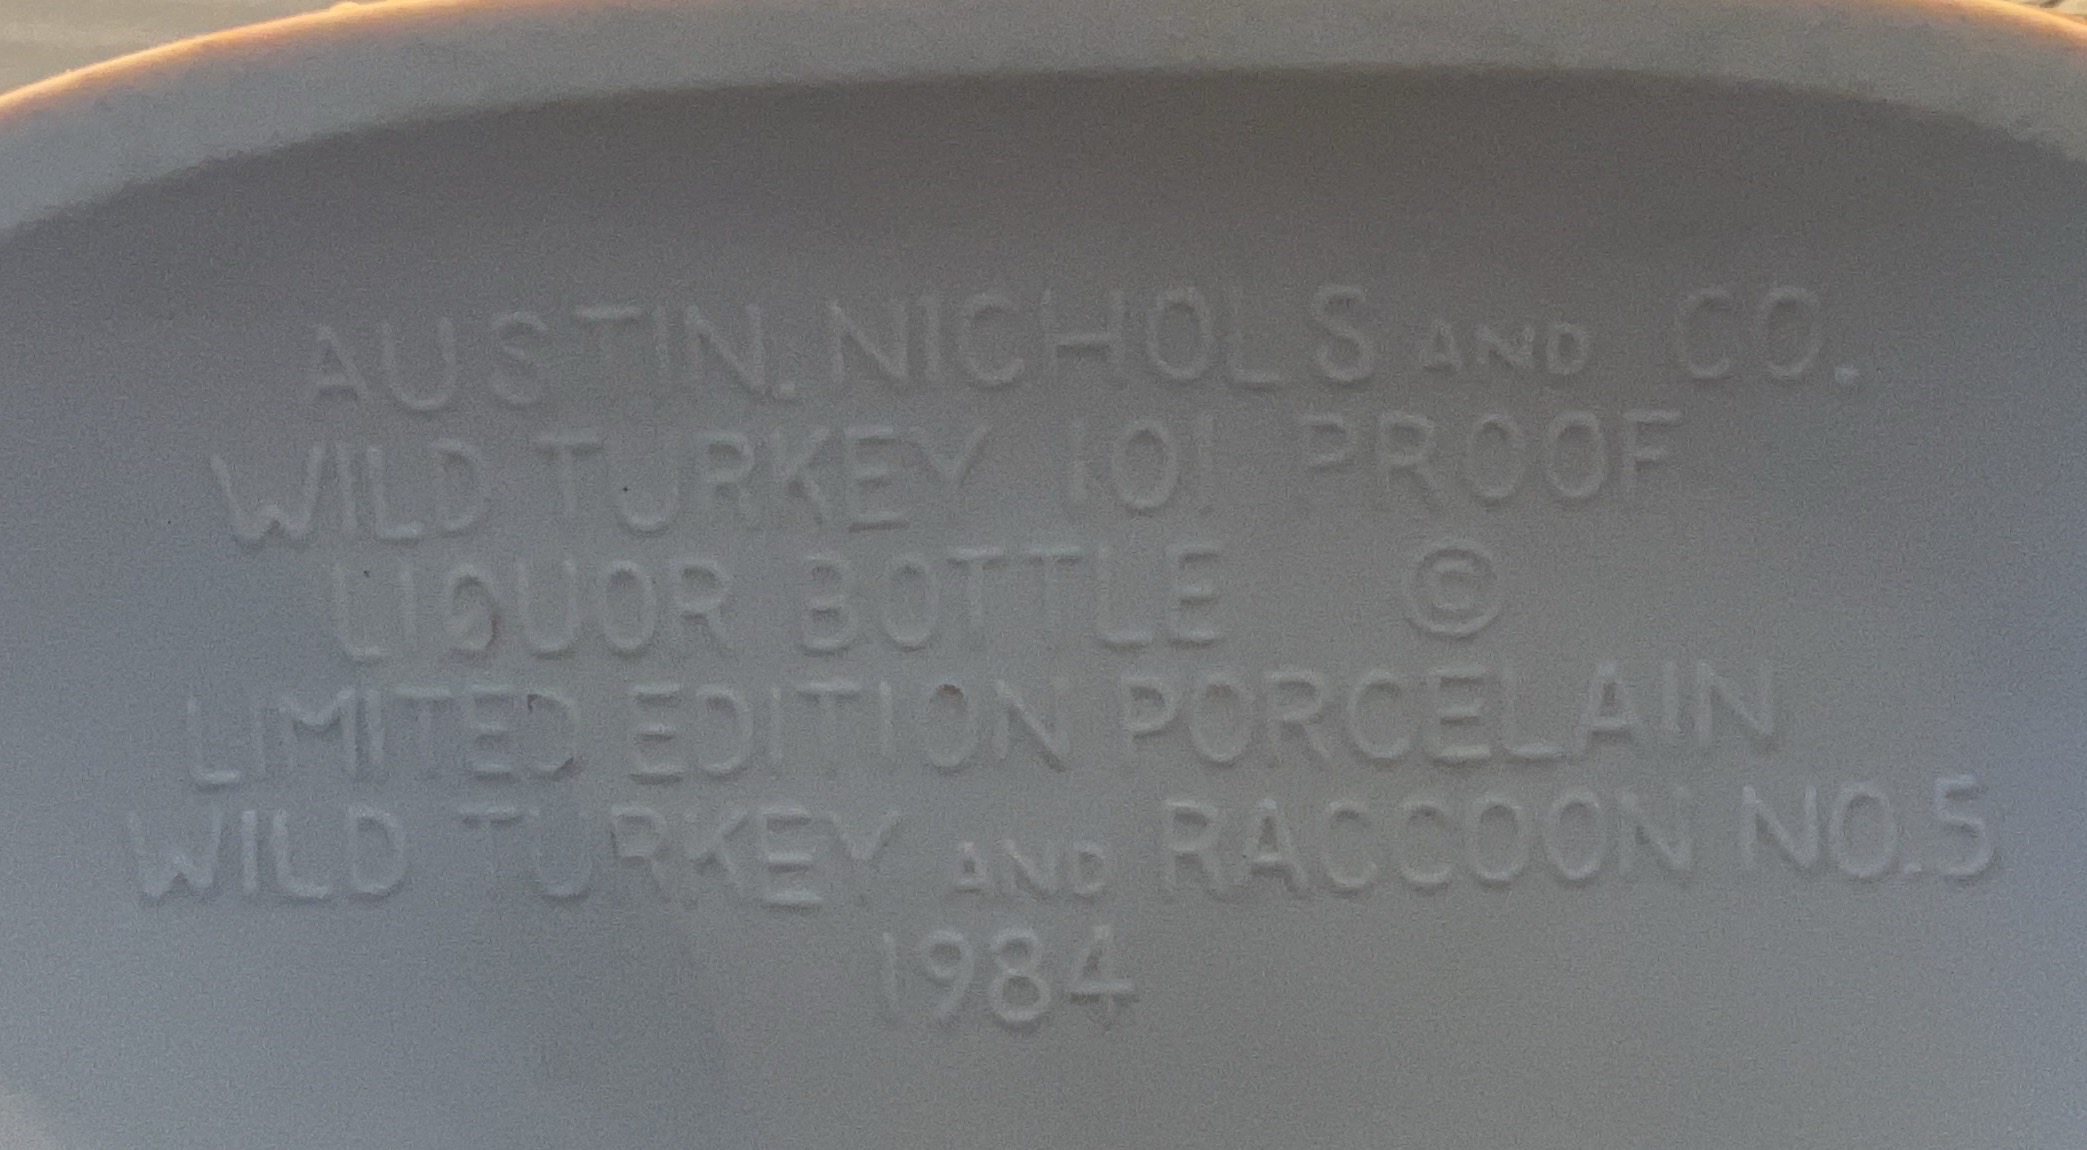 AUSTIN. NICHOLS AND CO.
WILD TURKEY 101 PROOF
LIQUOR BOTTLE ©
LIMITED EDITION PORCELAIN
WILD TURKEY AND RACCOON NO.5
1984